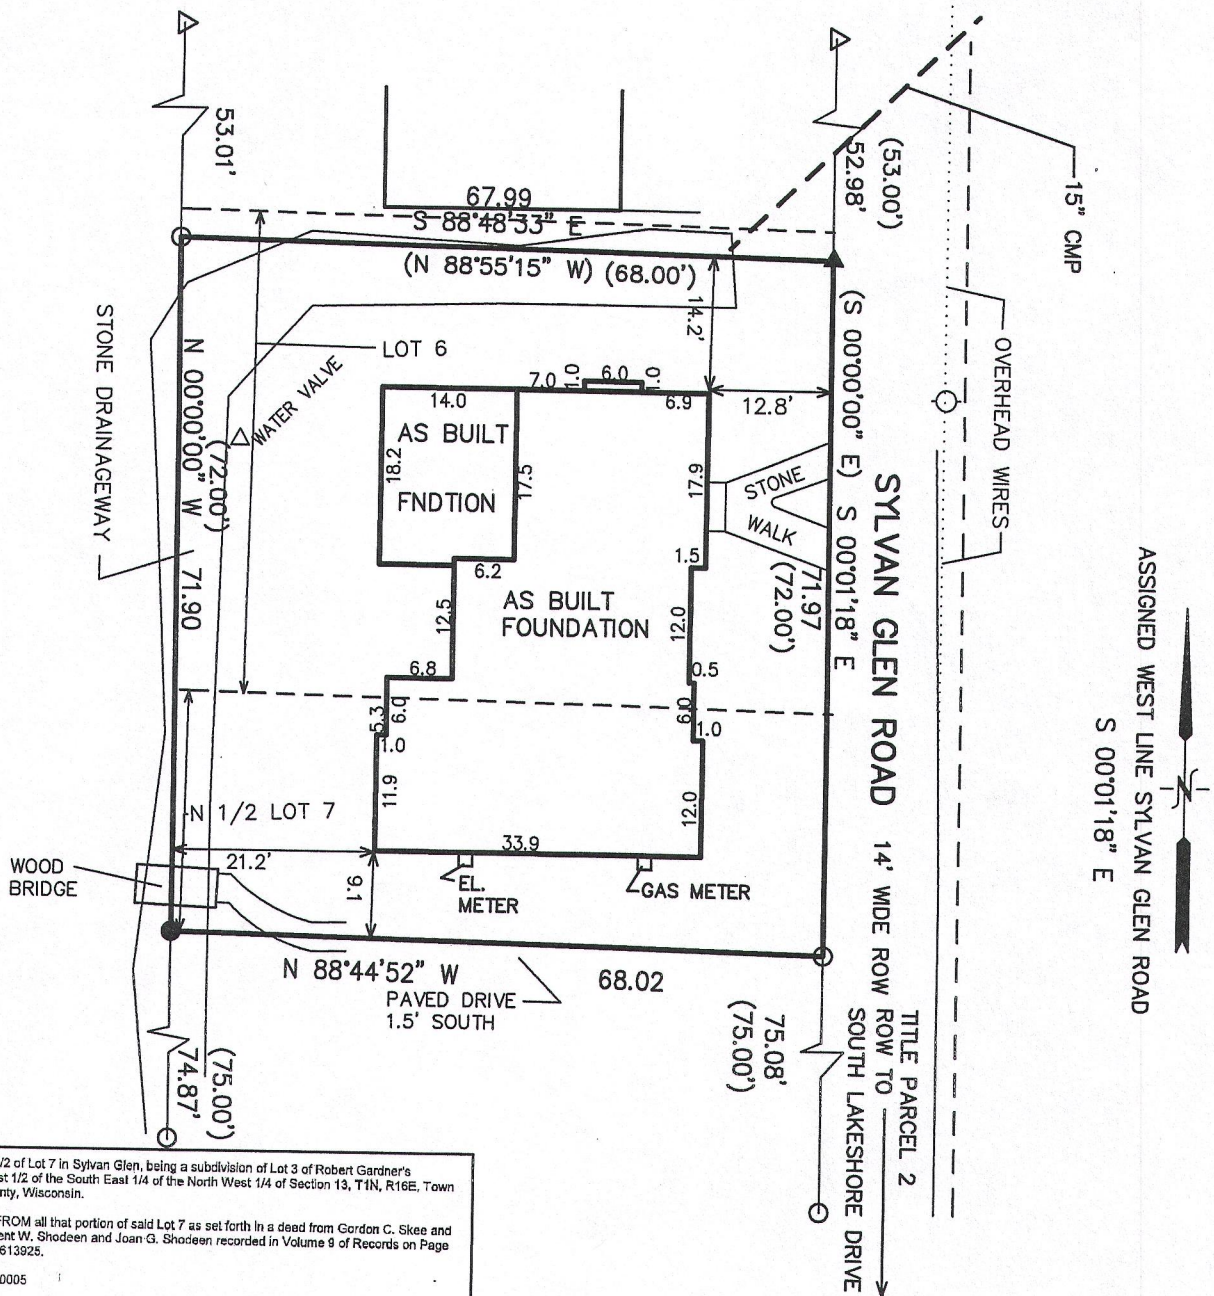 15" CMP
OVERHEAD WIRES
ASSIGNED WEST LINE SYLVAN GLEN ROAD
S 00°01'18" E
N
(53.00')
52.98'
53.01'
67.99
S 88°48'33" E
(N 88°55'15" W) (68.00')
14.2'
(S 00°00'00" E) S 00°01'18" E
71.97
(72.00')
SYLVAN GLEN ROAD 14' WIDE ROW
TITLE PARCEL 2
ROW TO
SOUTH LAKESHORE DRIVE
LOT 6
WATER VALVE
STONE DRAINAGEWAY
N 00°00'00" W 71.90
(72.00')
7.0
1.0
6.0
1.0
6.9
12.8'
14.0
AS BUILT
FNDTION
18.2
17.5
17.9
STONE
WALK
1.5
6.2
AS BUILT
FOUNDATION
12.5
12.0
6.8
0.5
5.3
6.0
6.0
1.0
1.0
11.9
12.0
N 1/2 LOT 7
21.2'
33.9
9.1
EL.
METER
GAS METER
WOOD
BRIDGE
N 88°44'52" W 68.02
PAVED DRIVE
1.5' SOUTH
75.08'
(75.00')
(75.00')
74.87'
/2 of Lot 7 in Sylvan Glen, being a subdivision of Lot 3 of Robert Gardner's
st 1/2 of the South East 1/4 of the North West 1/4 of Section 13, T1N, R16E, Town
nty, Wisconsin.
FROM all that portion of said Lot 7 as set forth in a deed from Gordon C. Skee and
ent W. Shodeen and Joan G. Shodeen recorded in Volume 9 of Records on Page
613925.
0005